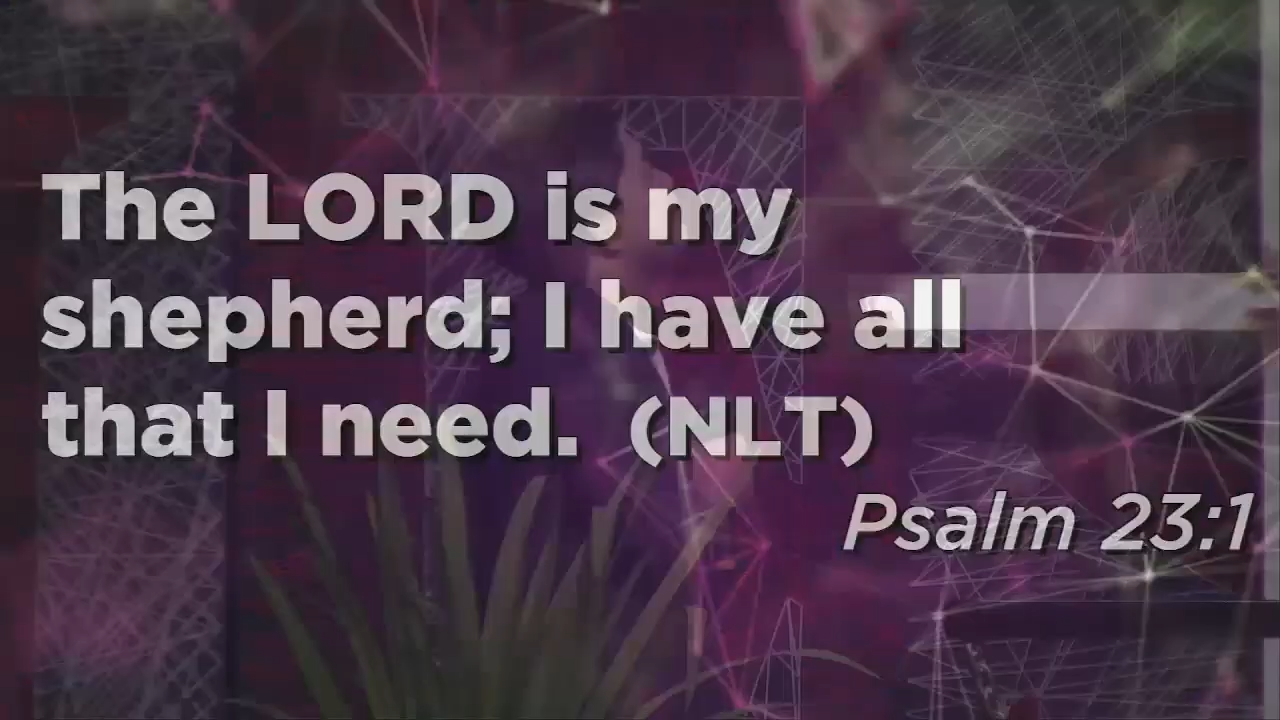 The LORD is my
shepherd; I have all
that I need. (NLT)
Psalm 23:1